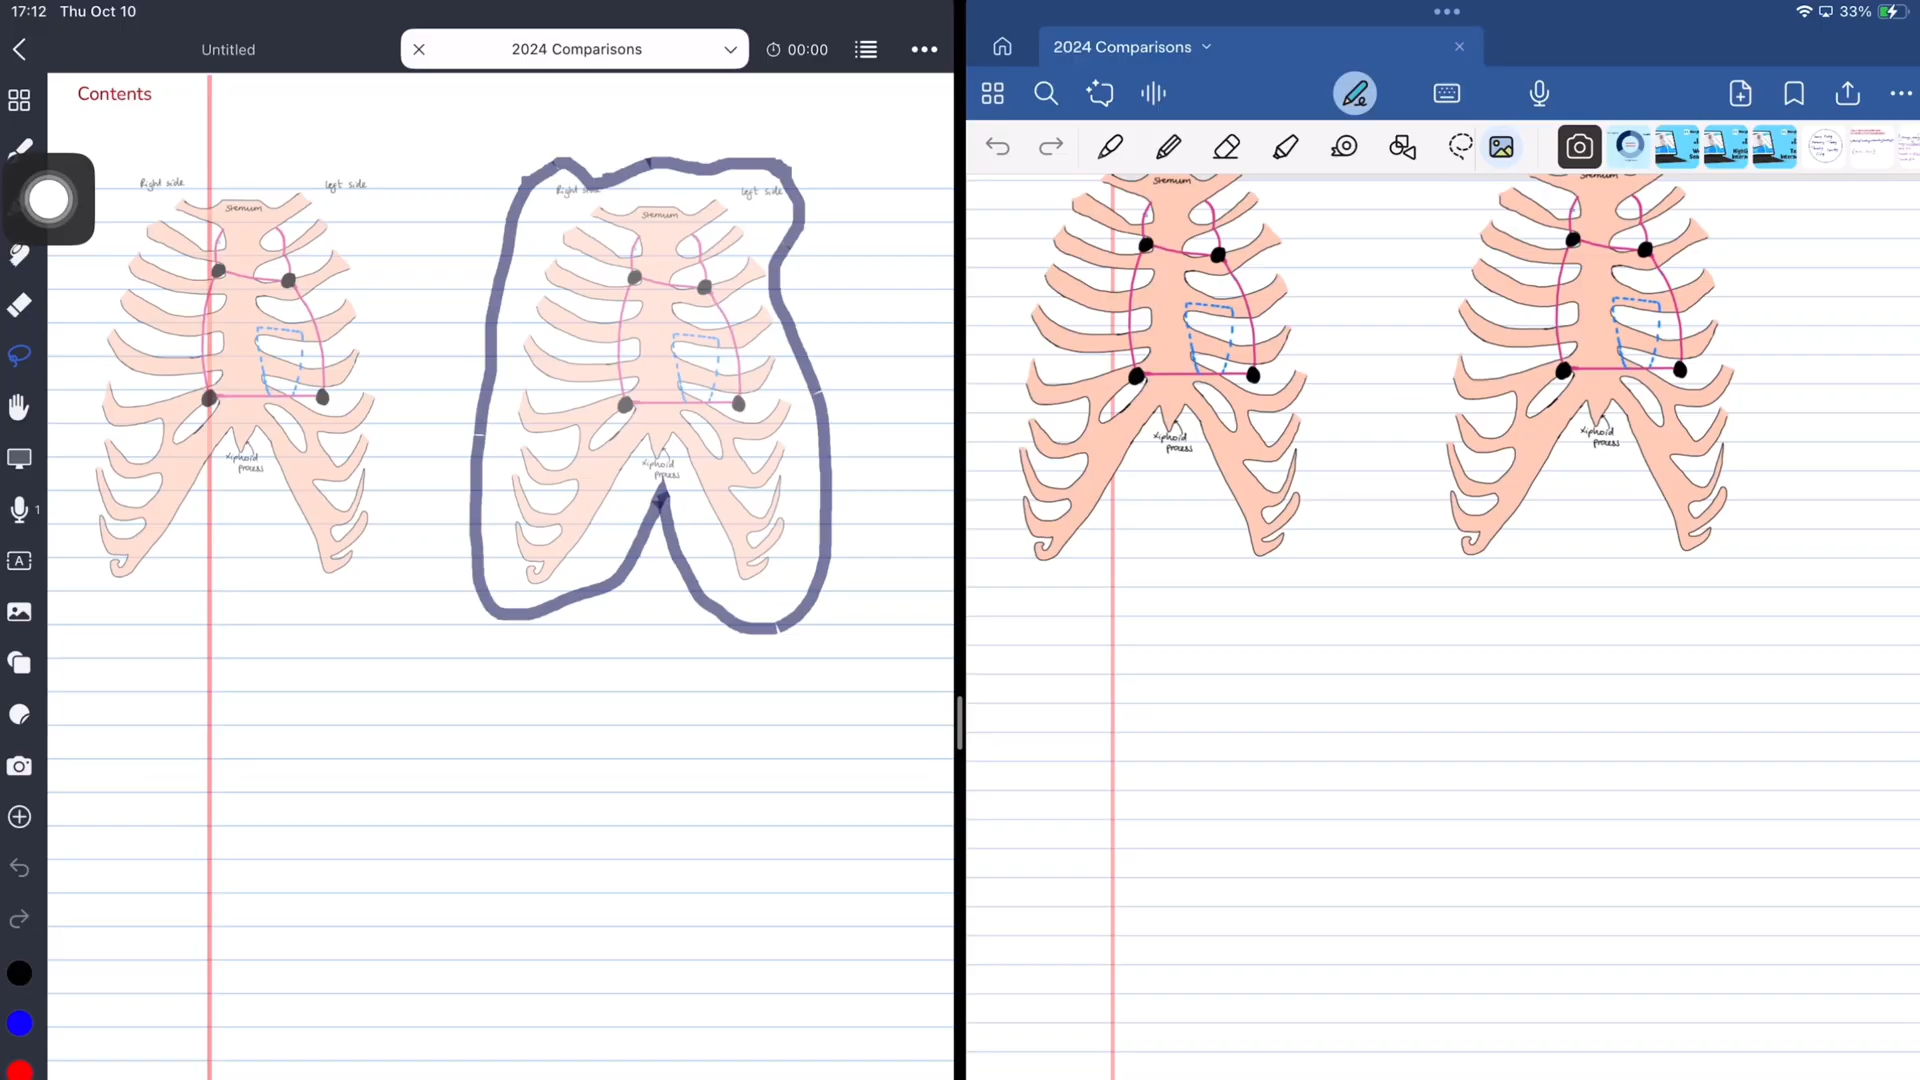 17:12 Thu Oct 10
33%
Untitled
2024 Comparisons
00:00
2024 Comparisons
Contents
Right side
left side
Sternum
xiphoid
process
Right side
left side
Sternum
xiphoid
process
1
A
Sternum
xiphoid
process
Sternum
xiphoid
process